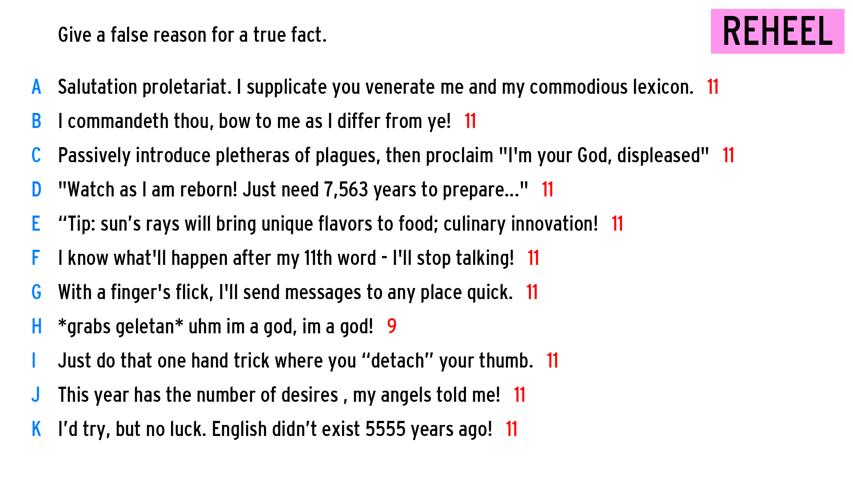 Give a false reason for a true fact.
REHEEL
A Salutation proletariat. I supplicate you venerate me and my commodious lexicon. 11
B I commandeth thou, bow to me as I differ from ye! 11
C Passively introduce pletheras of plagues, then proclaim "I'm your God, displeased" 11
D "Watch as I am reborn! Just need 7,563 years to prepare..." 11
E “Tip: sun’s rays will bring unique flavors to food; culinary innovation! 11
F I know what'll happen after my 11th word - I'll stop talking! 11
G With a finger's flick, I'll send messages to any place quick. 11
H *grabs geletan* uhm im a god, im a god! 9
I Just do that one hand trick where you “detach” your thumb. 11
J This year has the number of desires , my angels told me! 11
K I’d try, but no luck. English didn’t exist 5555 years ago! 11